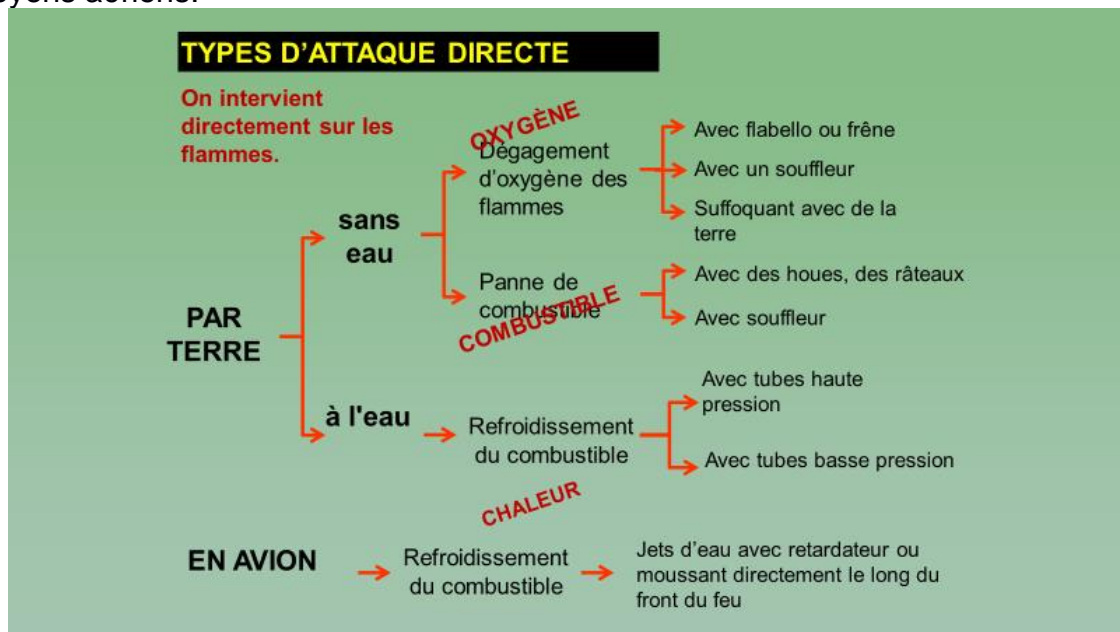 TYPES D'ATTAQUE DIRECTE
On intervient
directement sur les
flammes.
OXYGÈNE
Dégagement
d'oxygène des
flammes
Avec flabello ou frêne
Avec un souffleur
Suffoquant avec de la
terre
sans
eau
Panne de
combustible
COMBUSTIBLE
Avec des houes, des râteaux
Avec souffleur
PAR
TERRE
à l'eau
Refroidissement
du combustible
Avec tubes haute
pression
Avec tubes basse pression
CHALEUR
EN AVION
Refroidissement
du combustible
Jets d'eau avec retardateur ou
moussant directement le long du
front du feu